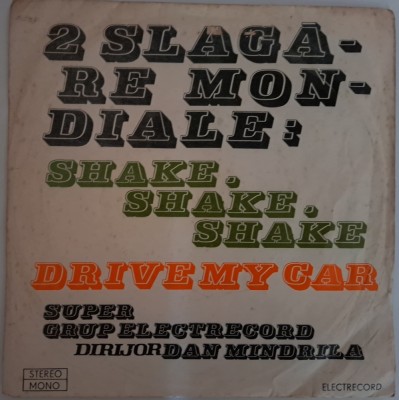 2 SLAGĂ-
RE MON-
DIALE:
SHAKE,
SHAKE,
SHAKE
DRIVE MY CAR
SUPER
GRUP ELECTRECORD
DIRIJOR DAN MINDRILA
STEREO
MONO
ELECTRECORD